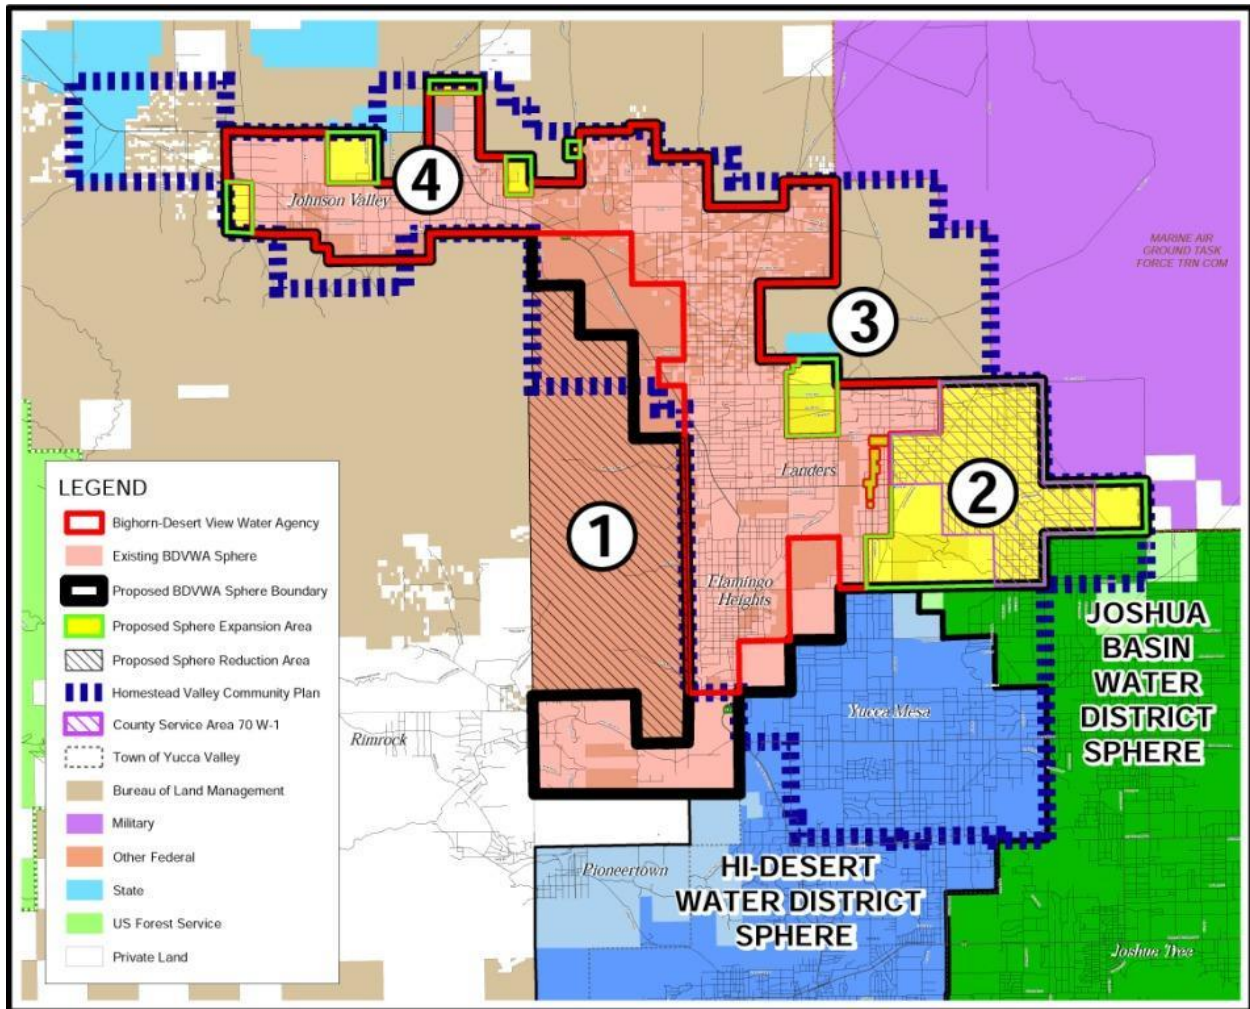 4
Johnson Valley
MARINE AIR
GROUND TASK
FORCE TRN COM
3
Landers
2
1
Flamingo
Heights
LEGEND
Bighorn-Desert View Water Agency
Existing BDVWA Sphere
Proposed BDVWA Sphere Boundary
Proposed Sphere Expansion Area
Proposed Sphere Reduction Area
Homestead Valley Community Plan
County Service Area 70 W-1
Town of Yucca Valley
Bureau of Land Management
Military
Other Federal
State
US Forest Service
Private Land
Rimrock
Yucca Mesa
JOSHUA
BASIN
WATER
DISTRICT
SPHERE
Pioneertown
HI-DESERT
WATER DISTRICT
SPHERE
Joshua Tree